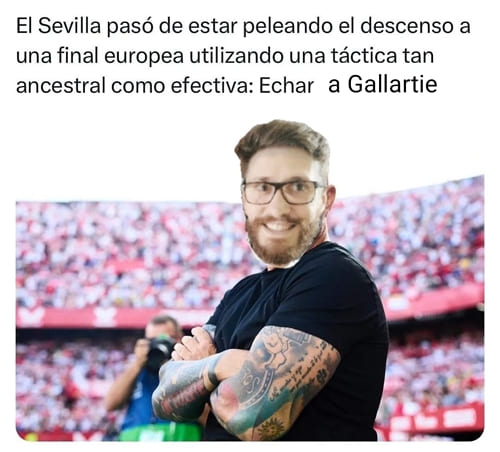 El Sevilla pasó de estar peleando el descenso a
una final europea utilizando una táctica tan
ancestral como efectiva: Echar a Gallartie